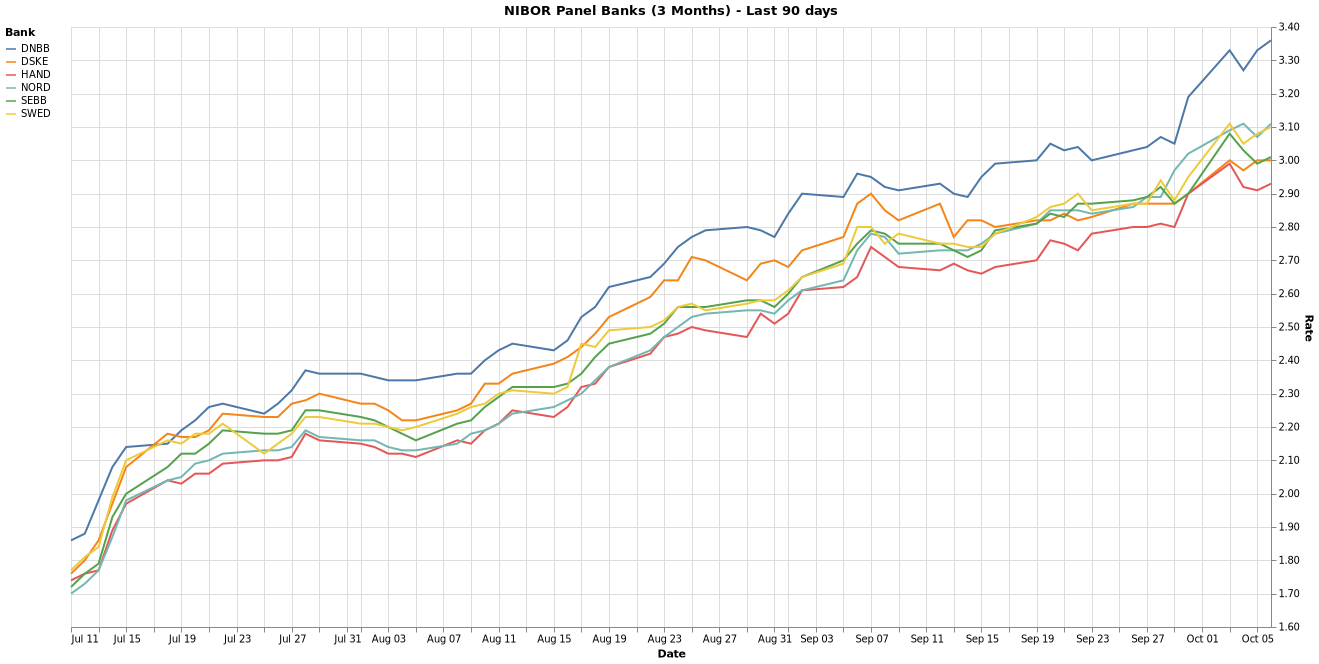 NIBOR Panel Banks (3 Months) - Last 90 days
Bank
DNBB
DSKE
HAND
NORD
SEBB
SWED
3.40
3.30
3.20
3.10
3.00
2.90
2.80
2.70
2.60
2.50
2.40
2.30
2.20
2.10
2.00
1.90
1.80
1.70
1.60
Rate
Jul 11 Jul 15 Jul 19 Jul 23 Jul 27 Jul 31 Aug 03 Aug 07 Aug 11 Aug 15 Aug 19 Aug 23 Aug 27 Aug 31 Sep 03 Sep 07 Sep 11 Sep 15 Sep 19 Sep 23 Sep 27 Oct 01 Oct 05
Date